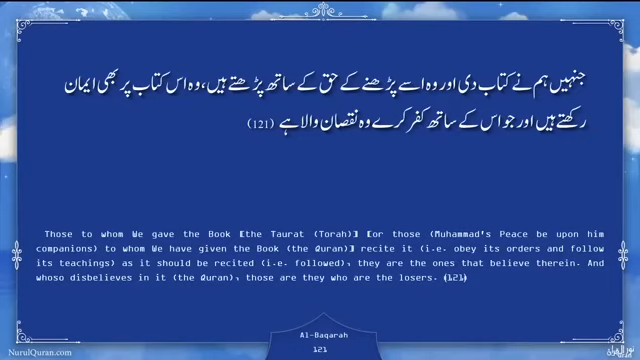 جنہیں ہم نے کتاب دی اور وہ اسے پڑھنے کے حق کے ساتھ پڑھتے ہیں، وہ اس کتاب پر بھی ایمان
رکھتے ہیں اور جو اس کے ساتھ کفر کرے وہ نقصان والا ہے (121)
Those to whom We gave the Book [the Taurat (Torah)] [or those (Muhammad's Peace be upon him
companions) to whom We have given the Book (the Quran)] recite it (i.e. obey its orders and follow
its teachings) as it should be recited (i.e. followed), they are the ones that believe therein. And
whoso disbelieves in it (the Quran), those are they who are the losers. (121)
Al-Baqarah
121
NurulQuran.com